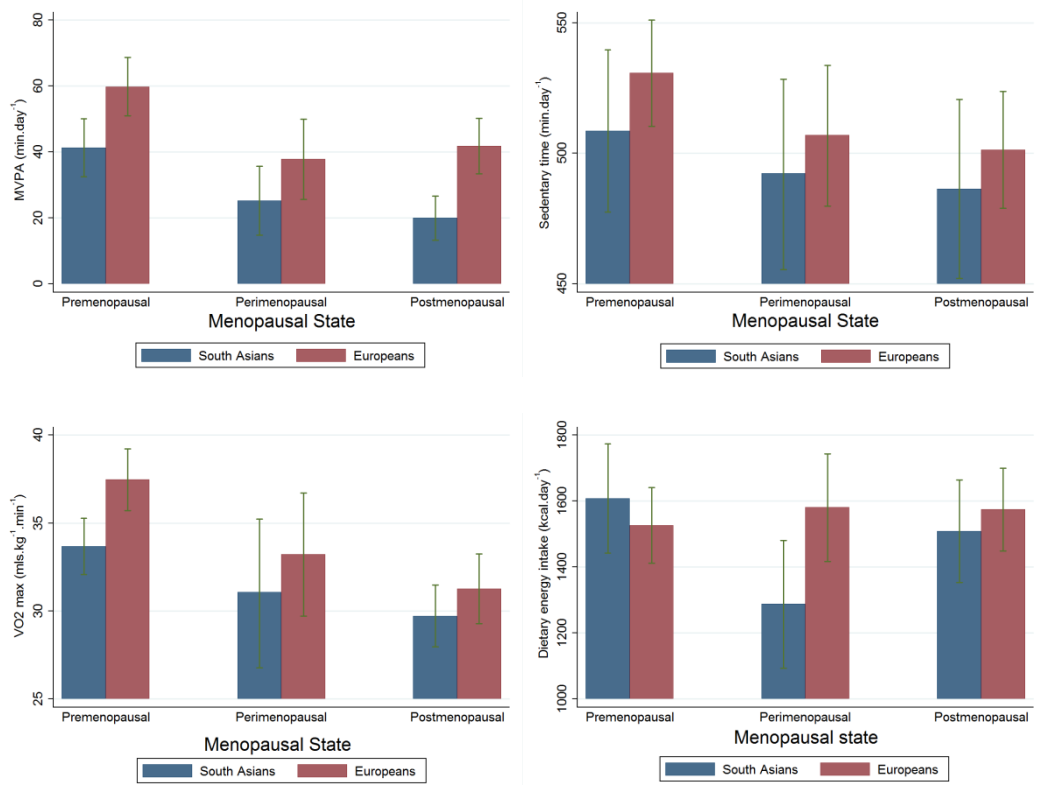 MVPA (min.day⁻¹)
80
60
40
20
0
Premenopausal Perimenopausal Postmenopausal
Menopausal State
South Asians Europeans
Sedentary time (min.day⁻¹)
550
500
450
Premenopausal Perimenopausal Postmenopausal
Menopausal State
South Asians Europeans
VO2 max (mls.kg⁻¹.min⁻¹)
40
35
30
25
Premenopausal Perimenopausal Postmenopausal
Menopausal State
South Asians Europeans
Dietary energy intake (kcal.day⁻¹)
1800
1600
1400
1200
1000
Premenopausal Perimenopausal Postmenopausal
Menopausal state
South Asians Europeans